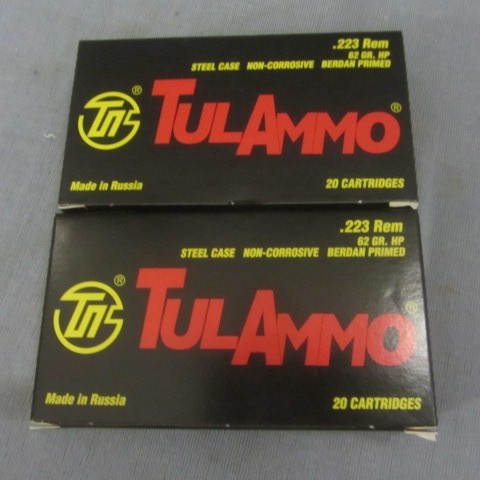 .223 Rem
62 GR. HP
STEEL CASE NON-CORROSIVE BERDAN PRIMED
TULAMMO®
®
Made in Russia
20 CARTRIDGES
.223 Rem
62 GR. HP
STEEL CASE NON-CORROSIVE BERDAN PRIMED
TULAMMO®
®
Made in Russia
20 CARTRIDGES